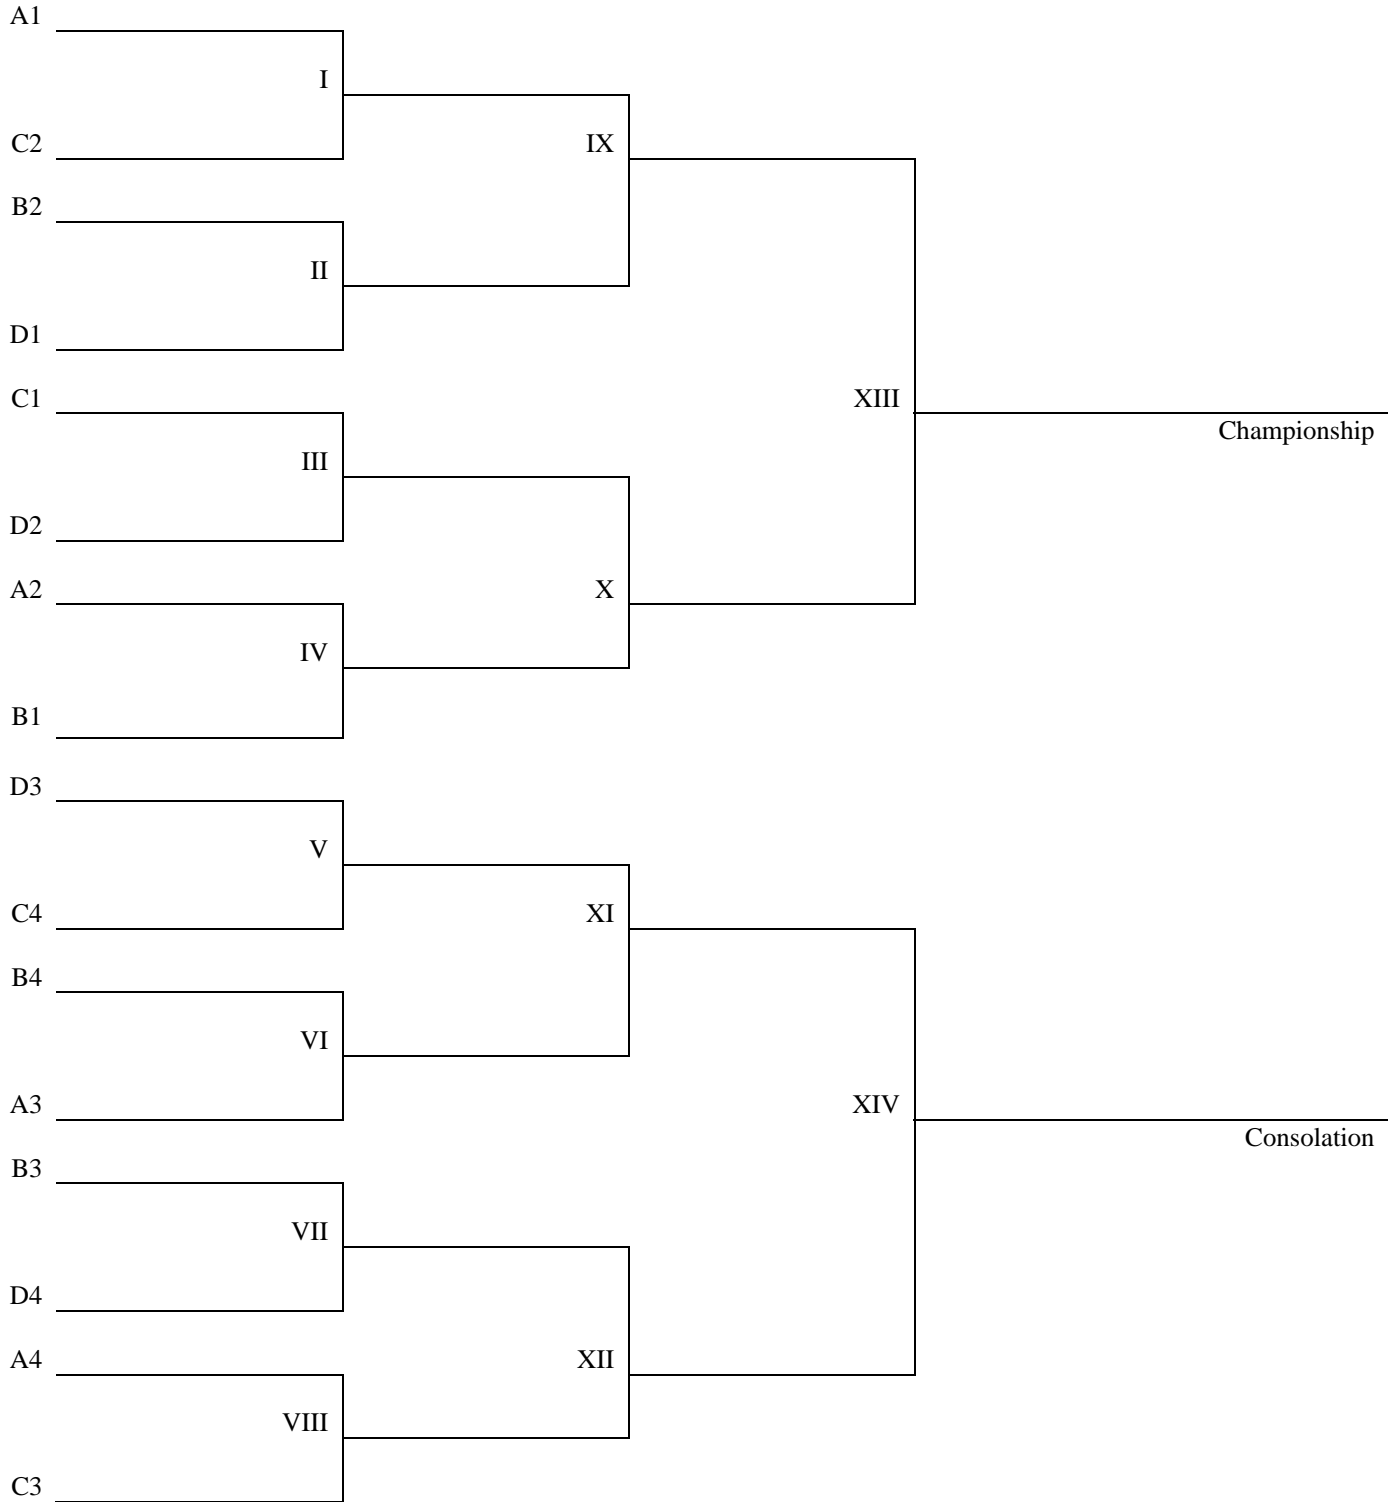 A1
I
C2
IX
B2
II
D1
C1
XIII
Championship
III
D2
A2
X
IV
B1
D3
V
C4
XI
B4
VI
A3
XIV
Consolation
B3
VII
D4
A4
XII
VIII
C3